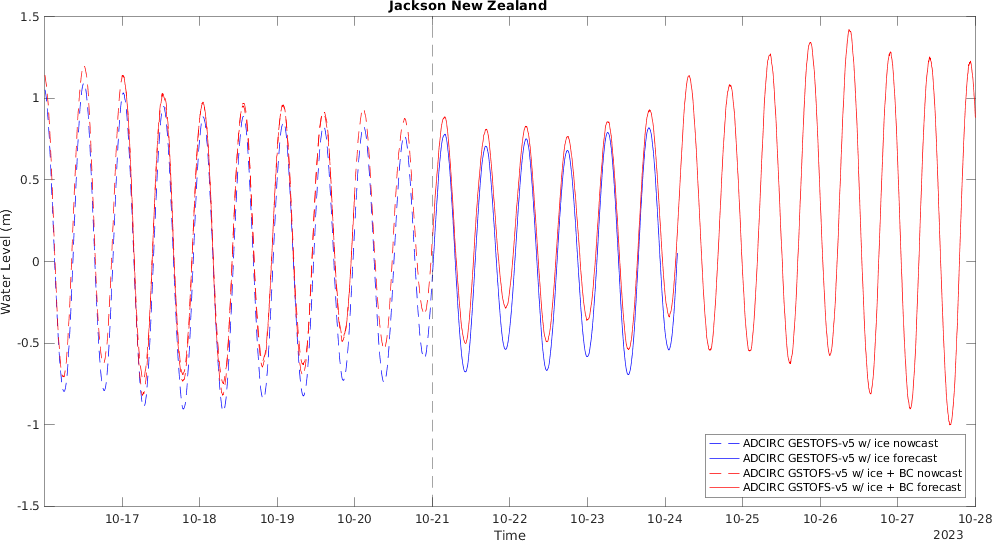 Jackson New Zealand
1.5
1
0.5
0
-0.5
-1
-1.5
Water Level (m)
ADCIRC GESTOFS-v5 w/ ice nowcast
ADCIRC GESTOFS-v5 w/ ice forecast
ADCIRC GSTOFS-v5 w/ ice + BC nowcast
ADCIRC GSTOFS-v5 w/ ice + BC forecast
10-17 10-18 10-19 10-20 10-21 10-22 10-23 10-24 10-25 10-26 10-27 10-28
Time
2023